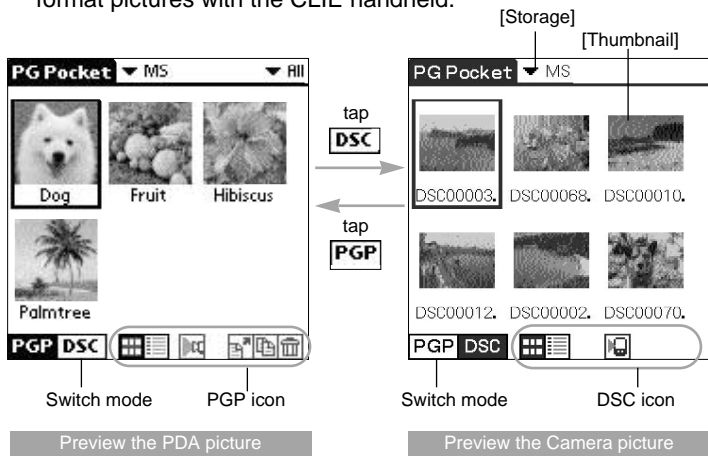 format pictures with the CLIE handheld.
[Storage]
[Thumbnail]
PG Pocket MS All
Dog Fruit Hibiscus
Palmtree
PGP DSC
Switch mode PGP icon
Preview the PDA picture
tap
DSC
tap
PGP
PG Pocket MS
DSC00003. DSC00068. DSC00010.
DSC00012. DSC00002. DSC00070.
PGP DSC
Switch mode DSC icon
Preview the Camera picture